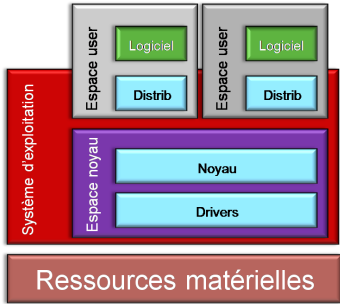 Espace user
Logiciel
Distrib
Espace user
Logiciel
Distrib
Système d'exploitation
Espace noyau
Noyau
Drivers
Ressources matérielles